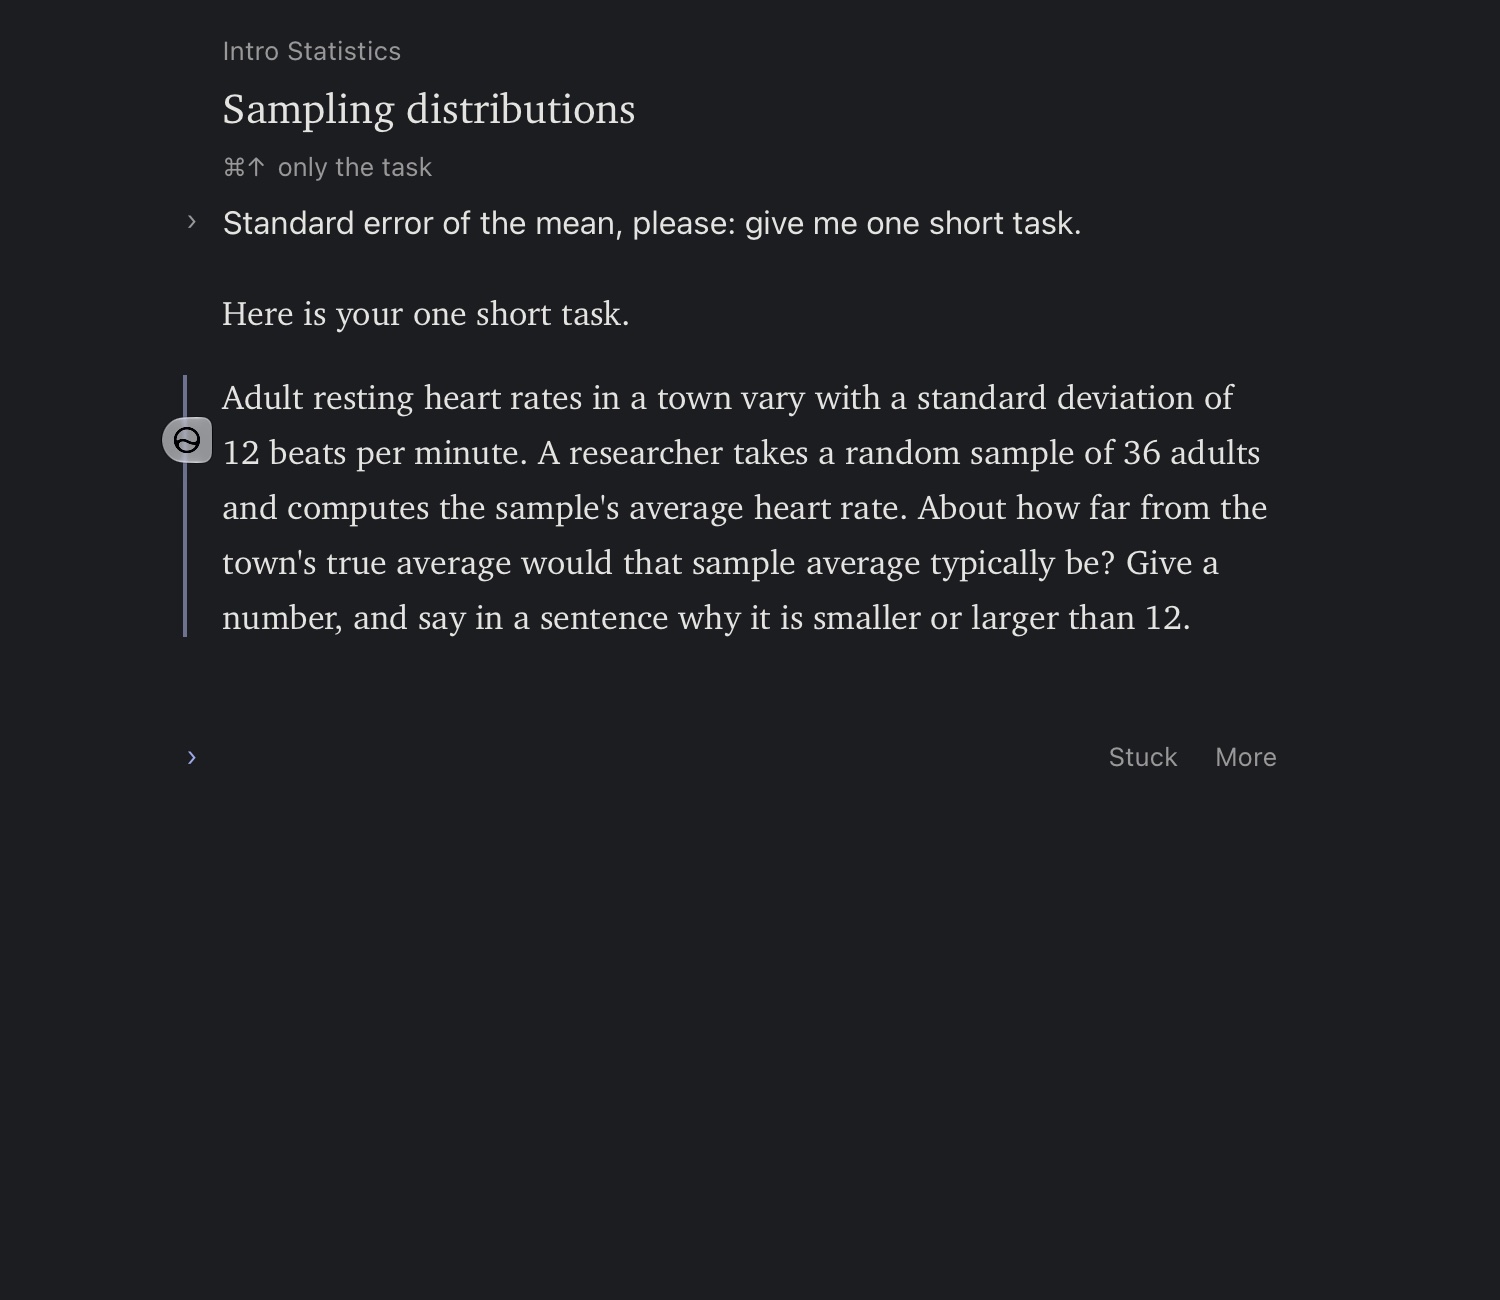 Intro Statistics
Sampling distributions
⌘↑ only the task
› Standard error of the mean, please: give me one short task.
Here is your one short task.
Adult resting heart rates in a town vary with a standard deviation of
12 beats per minute. A researcher takes a random sample of 36 adults
and computes the sample's average heart rate. About how far from the
town's true average would that sample average typically be? Give a
number, and say in a sentence why it is smaller or larger than 12.
› Stuck More